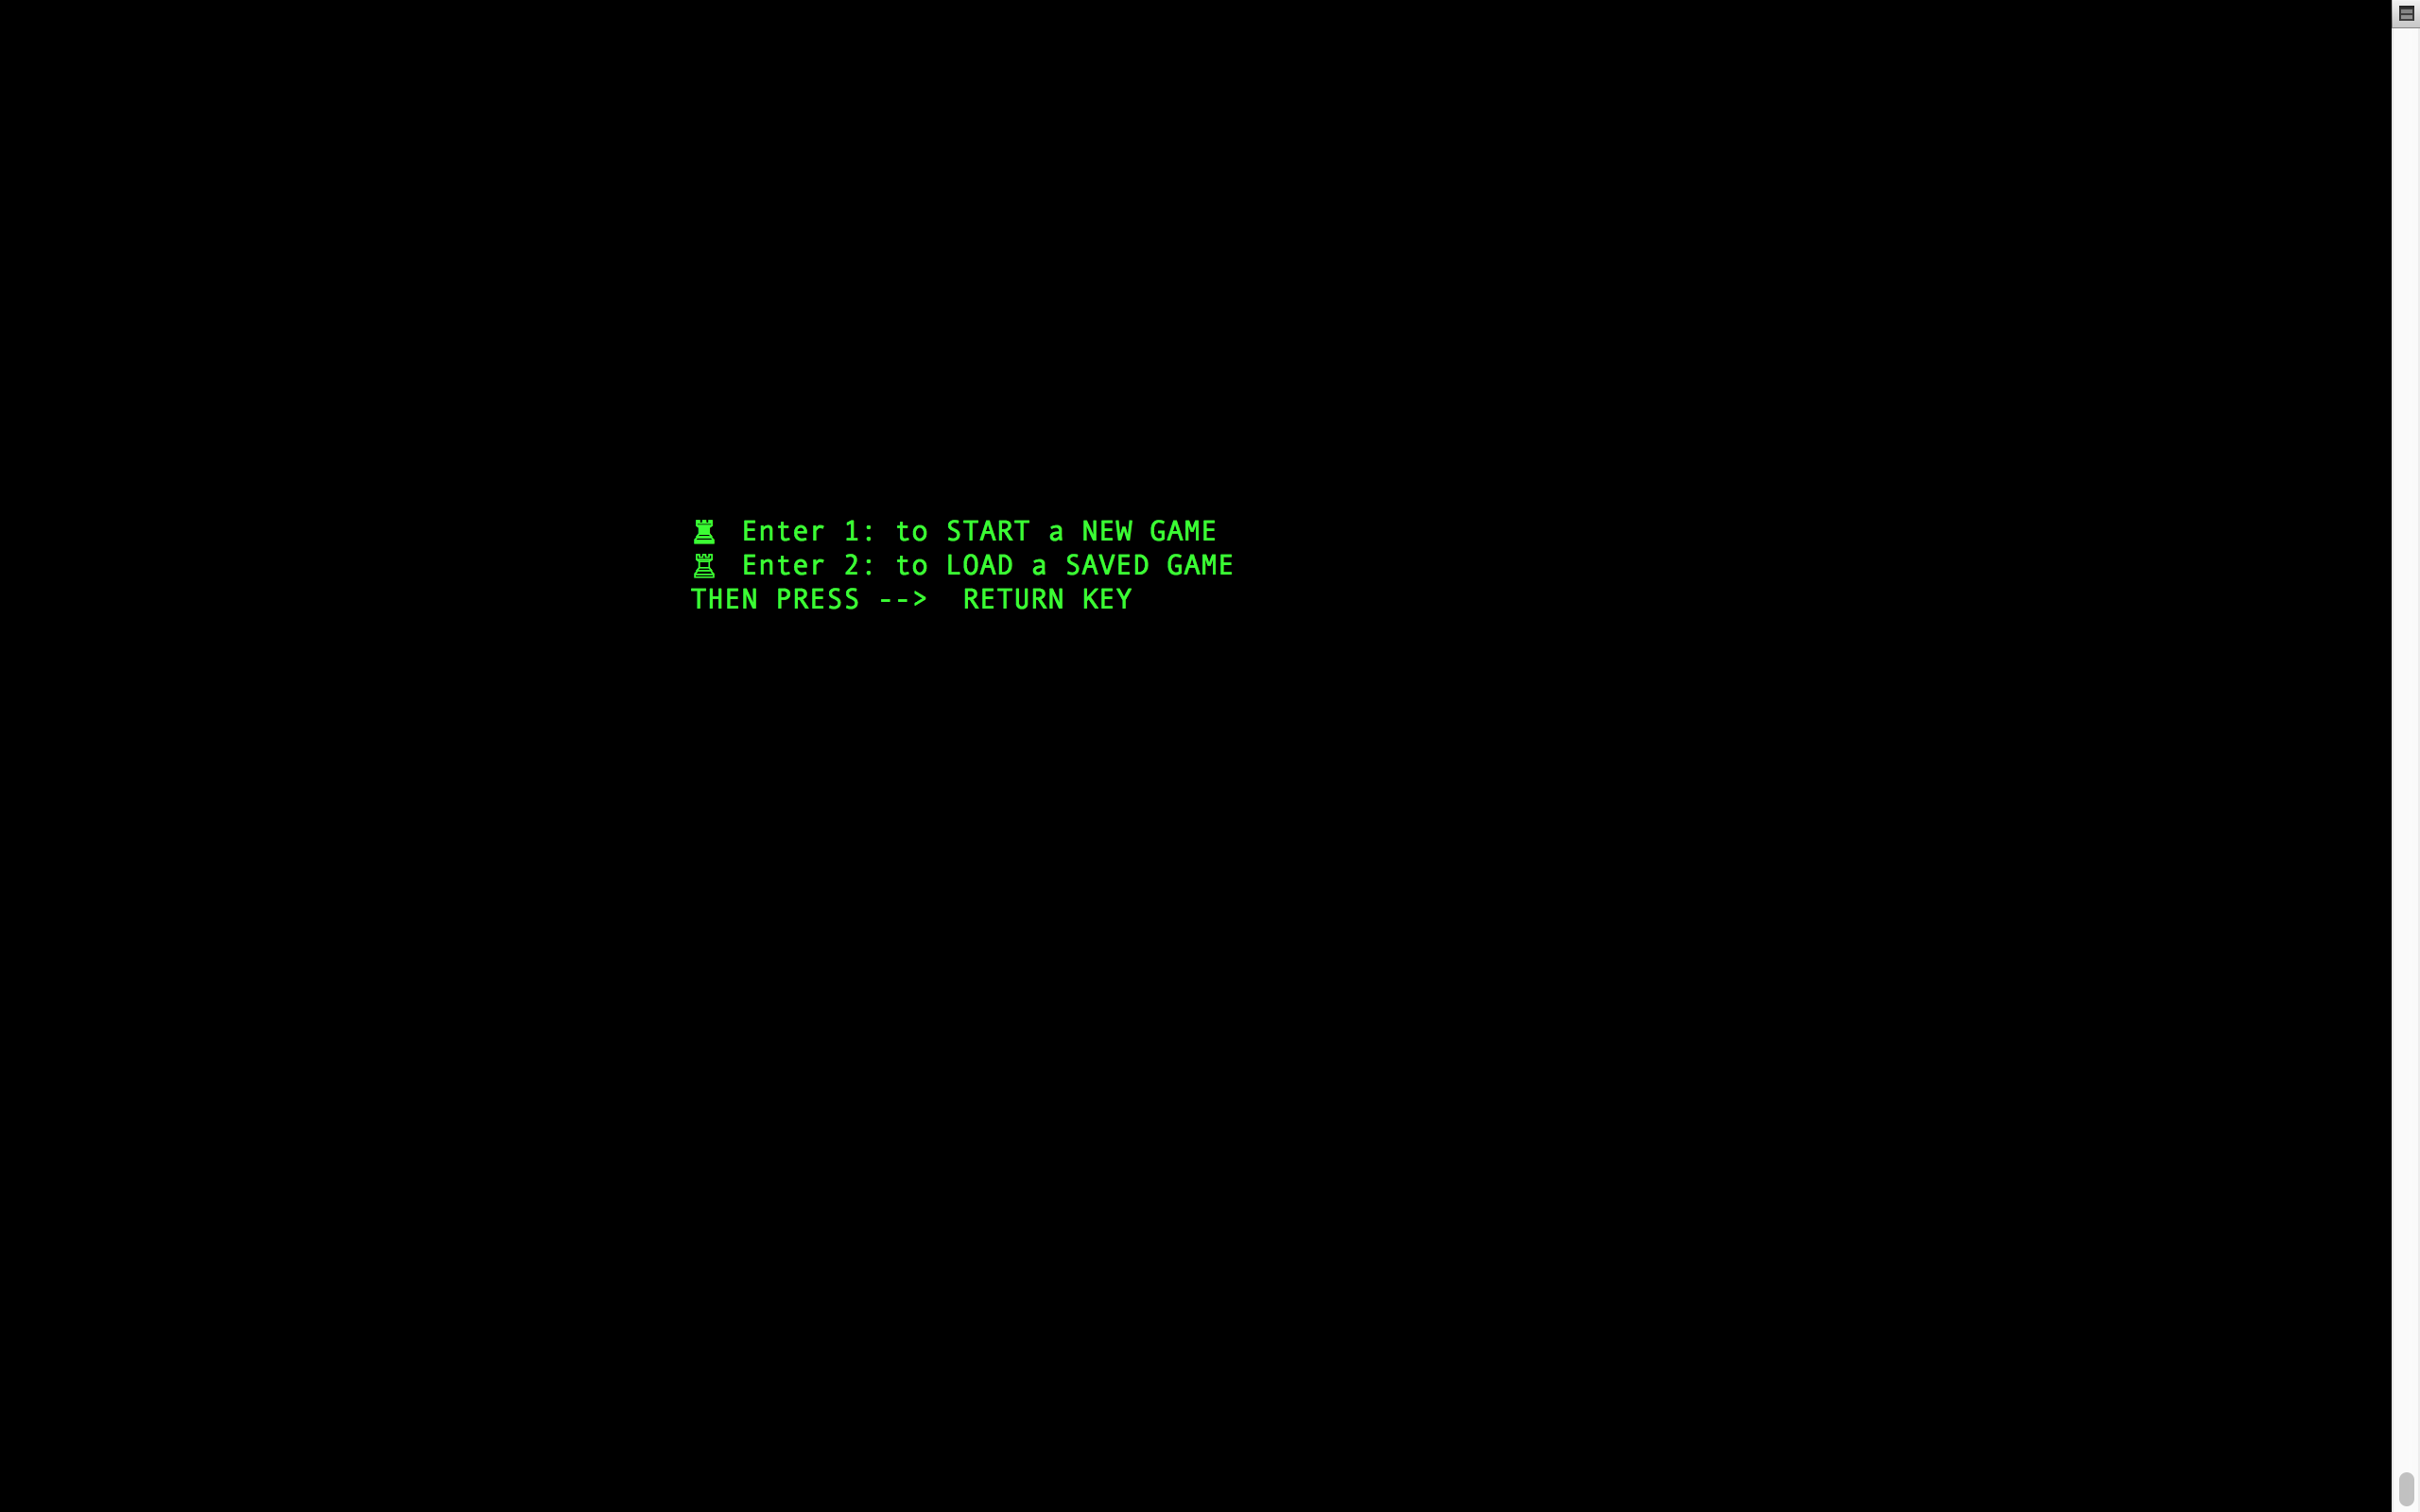 ♜ Enter 1: to START a NEW GAME
♖ Enter 2: to LOAD a SAVED GAME
THEN PRESS -->  RETURN KEY